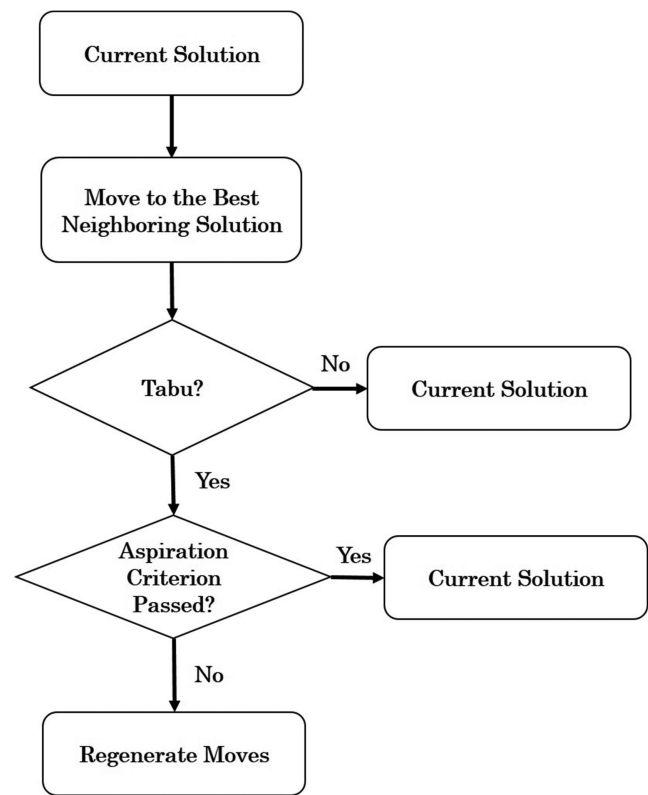 Current Solution
Move to the Best
Neighboring Solution
Tabu?
No
Current Solution
Yes
Aspiration
Criterion
Passed?
Yes
Current Solution
No
Regenerate Moves